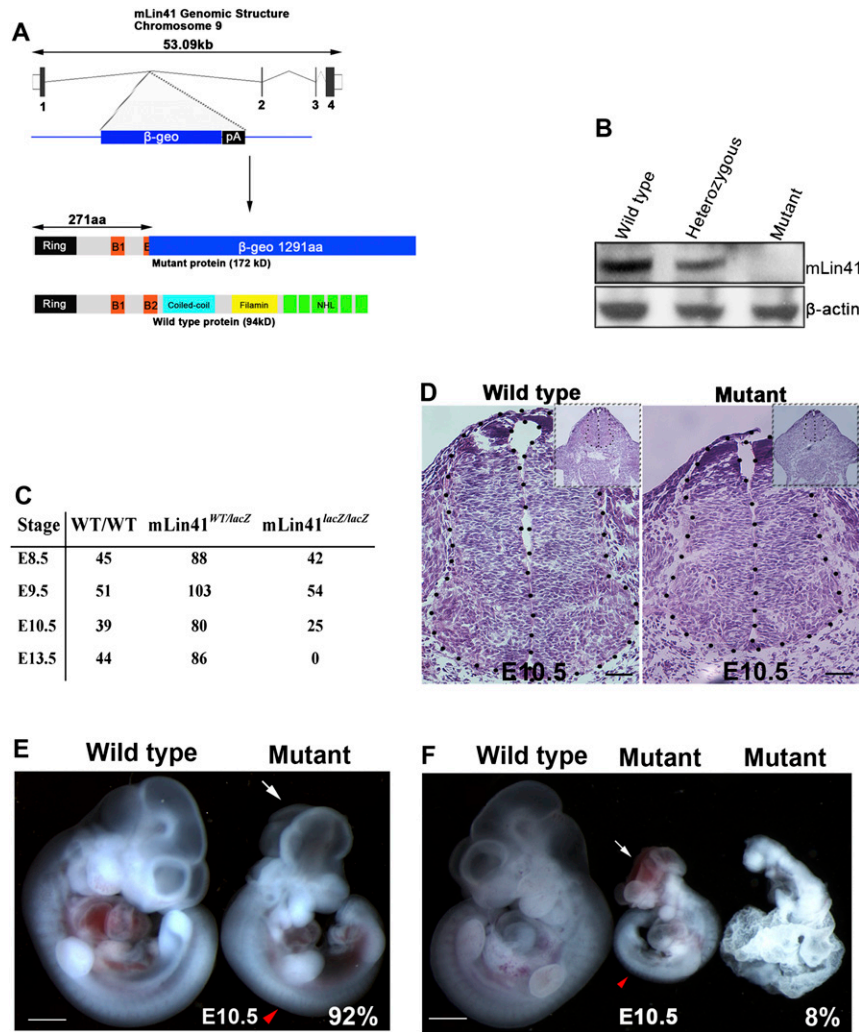 A
mLin41 Genomic Structure
Chromosome 9
53.09kb
1 2 3 4
β-geo pA
271aa
Ring B1 B β-geo 1291aa
Mutant protein (172 kD)
Ring B1 B2 Coiled-coil Filamin NHL
Wild type protein (94kD)
B
Wild type Heterozygous Mutant
mLin41
β-actin
C
Stage WT/WT mLin41WT/lacZ mLin41lacZ/lacZ
E8.5 45 88 42
E9.5 51 103 54
E10.5 39 80 25
E13.5 44 86 0
D
Wild type Mutant
E10.5 E10.5
E
Wild type Mutant
E10.5 92%
F
Wild type Mutant Mutant
E10.5 8%